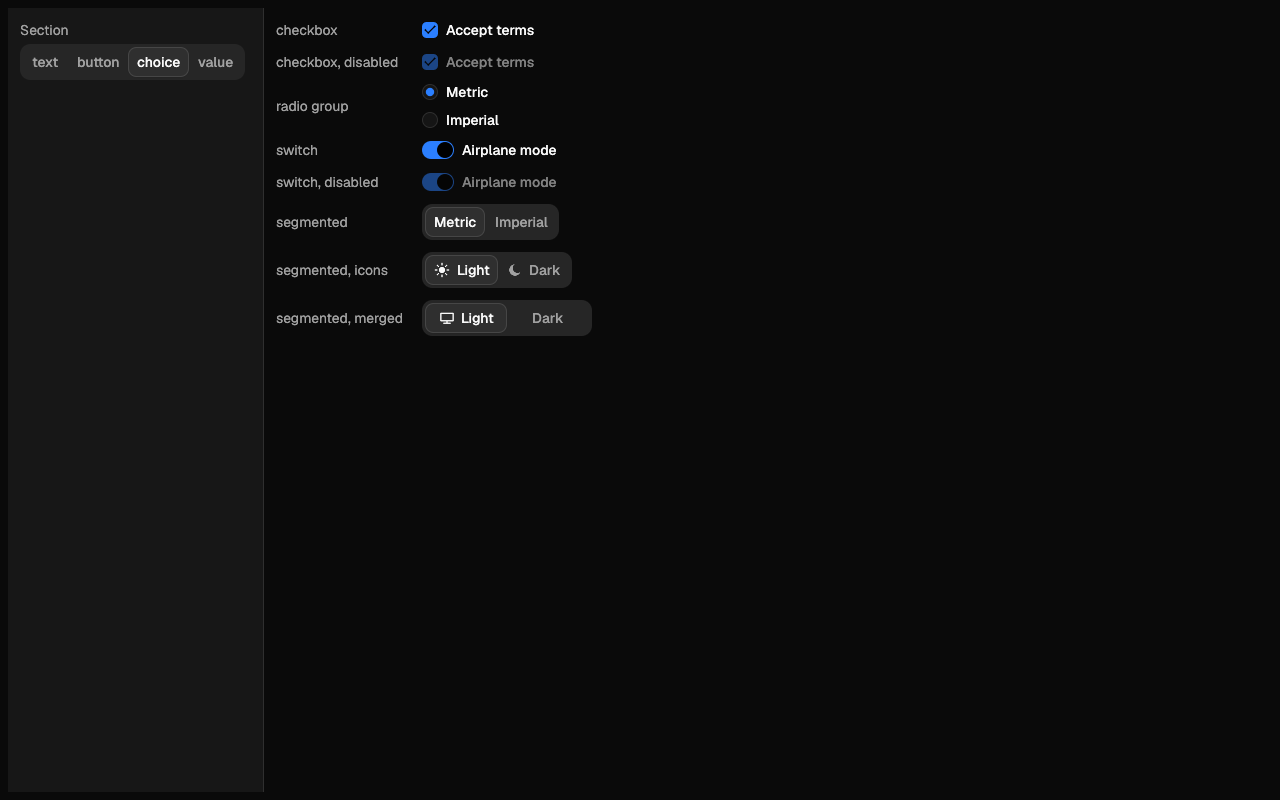 Section
text button choice value
checkbox Accept terms
checkbox, disabled Accept terms
radio group
Metric
Imperial
switch Airplane mode
switch, disabled Airplane mode
segmented Metric Imperial
segmented, icons Light Dark
segmented, merged Light Dark